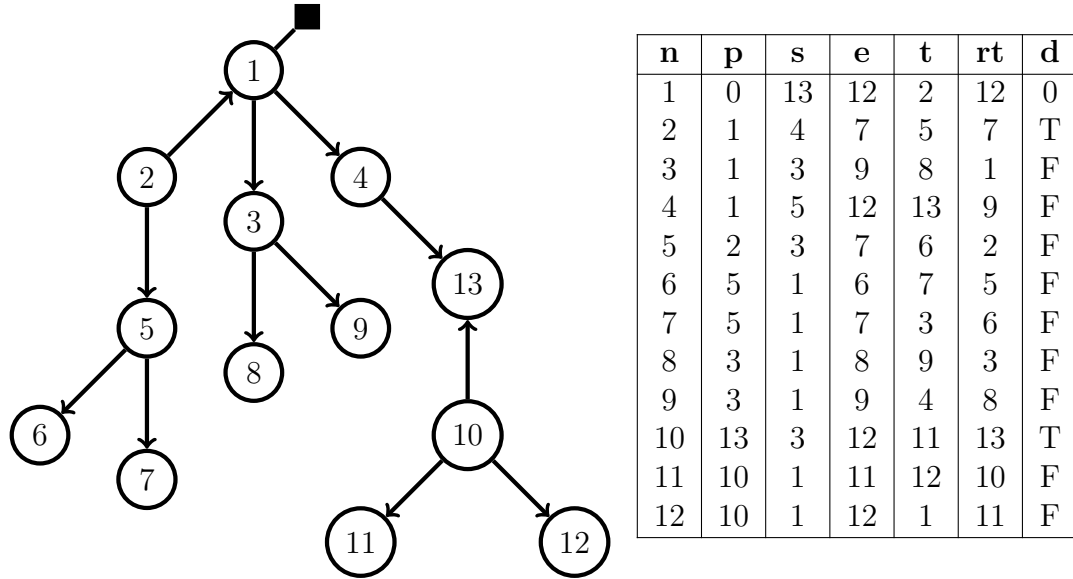 1
2
4
3
13
5
9
8
6
10
7
11
12
n p s e t rt d
1 0 13 12 2 12 0
2 1 4 7 5 7 T
3 1 3 9 8 1 F
4 1 5 12 13 9 F
5 2 3 7 6 2 F
6 5 1 6 7 5 F
7 5 1 7 3 6 F
8 3 1 8 9 3 F
9 3 1 9 4 8 F
10 13 3 12 11 13 T
11 10 1 11 12 10 F
12 10 1 12 1 11 F